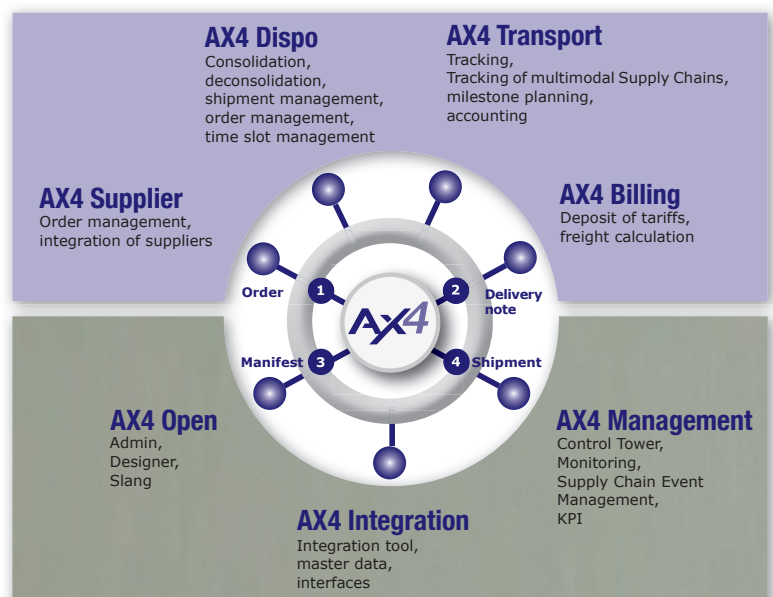 AX4 Dispo
Consolidation,
deconsolidation,
shipment management,
order management,
time slot management
AX4 Transport
Tracking,
Tracking of multimodal Supply Chains,
milestone planning,
accounting
AX4 Supplier
Order management,
integration of suppliers
AX4 Billing
Deposit of tariffs,
freight calculation
Order
1
2
Delivery
note
AX4
Manifest
3
4
Shipment
AX4 Open
Admin,
Designer,
Slang
AX4 Management
Control Tower,
Monitoring,
Supply Chain Event
Management,
KPI
AX4 Integration
Integration tool,
master data,
interfaces